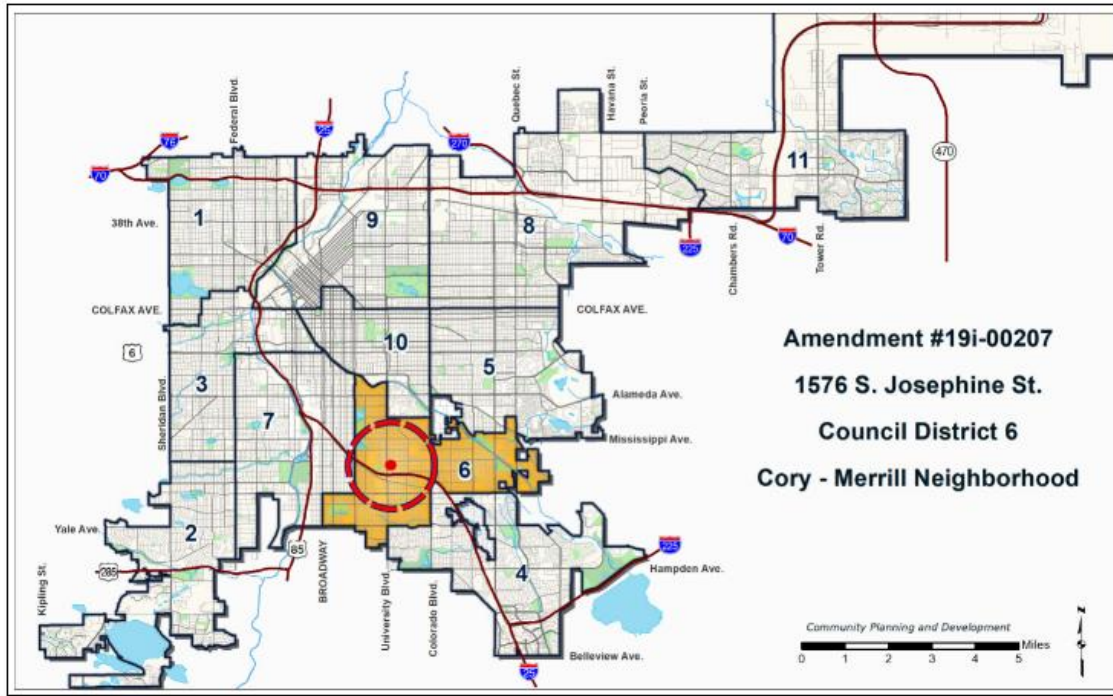 Federal Blvd.
25
76
70
270
Quebec St.
Havana St.
Peoria St.
470
11
1
9
8
38th Ave.
225
Chambers Rd.
70
Tower Rd.
COLFAX AVE.
COLFAX AVE.
6
10
5
3
Sheridan Blvd.
7
Alameda Ave.
Mississippi Ave.
6
Amendment #19i-00207
1576 S. Josephine St.
Council District 6
Cory - Merrill Neighborhood
Yale Ave.
2
85
285
BROADWAY
University Blvd.
Colorado Blvd.
4
225
Hampden Ave.
Kipling St.
Belleview Ave.
25
Community Planning and Development
Miles
0 1 2 3 4 5